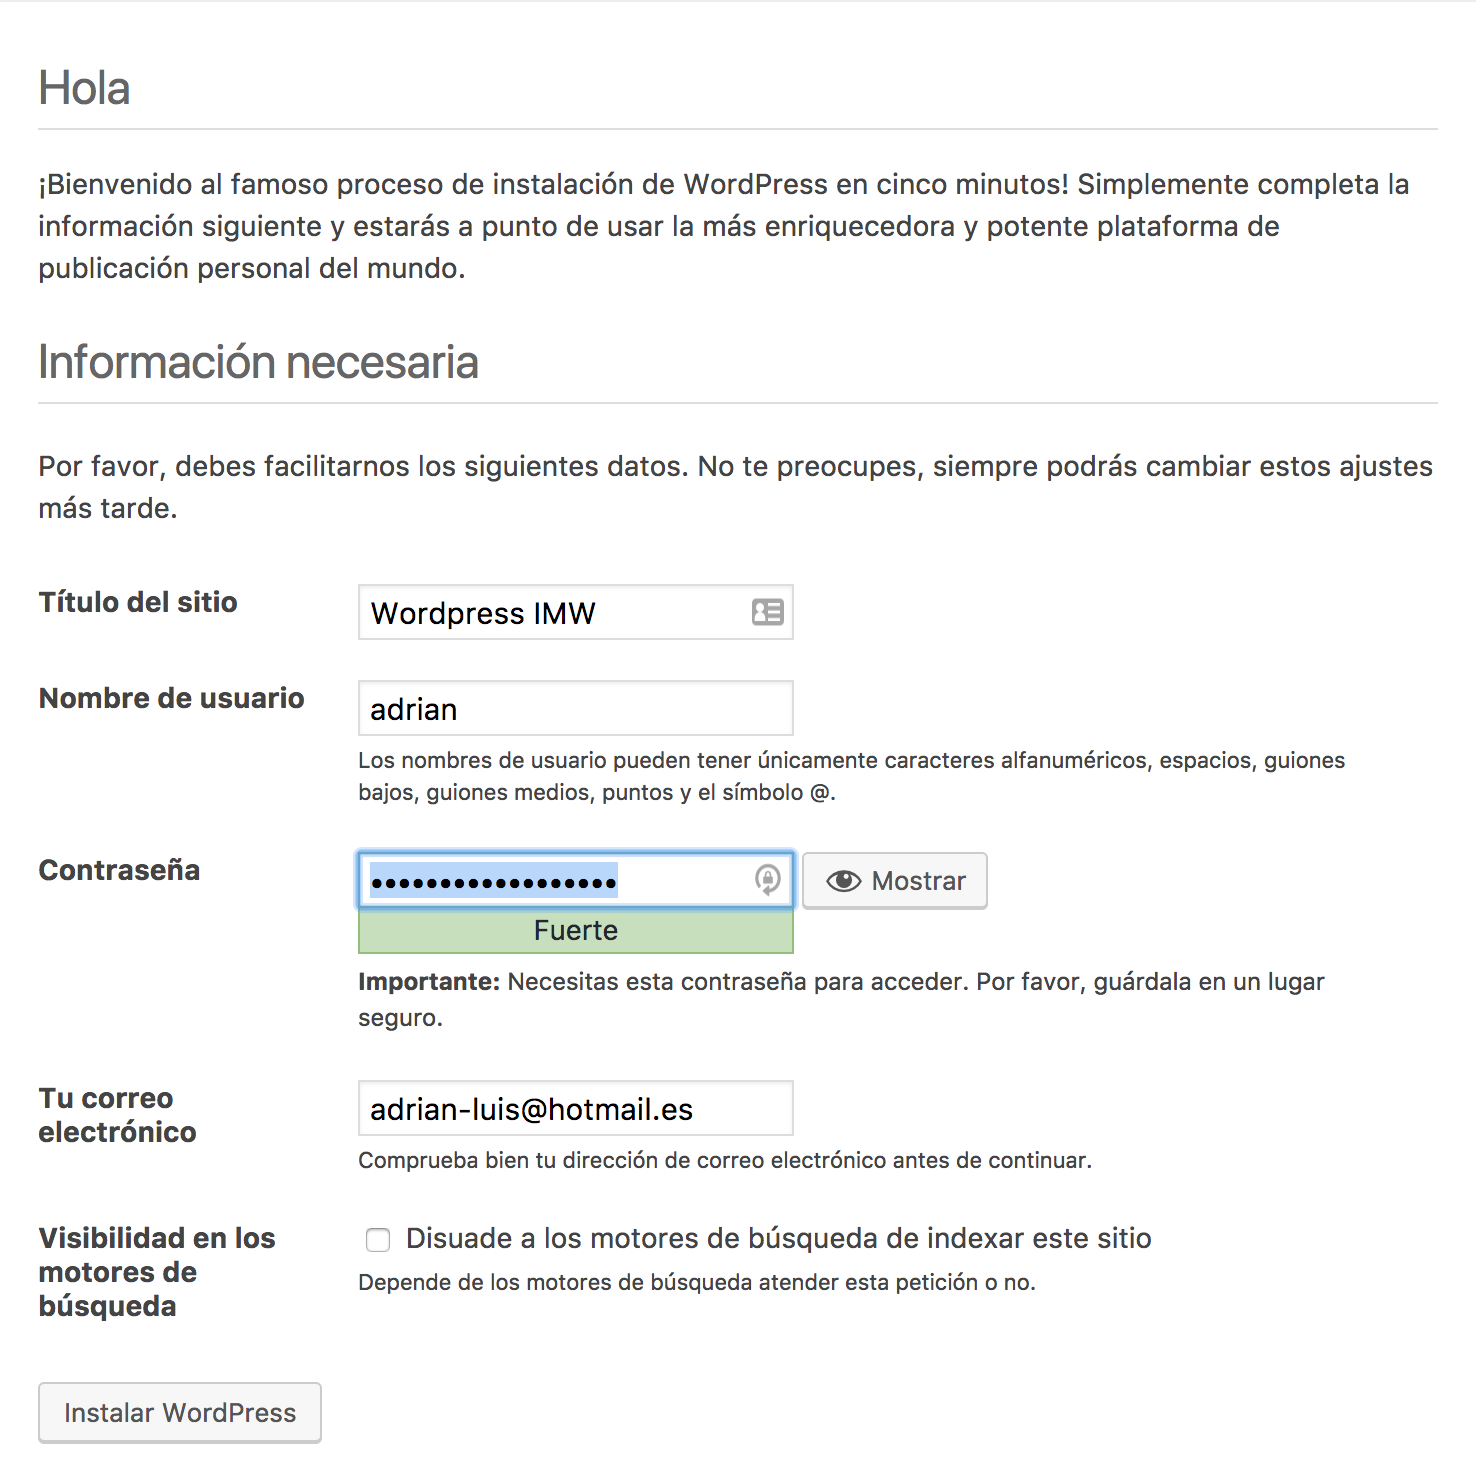 Hola
¡Bienvenido al famoso proceso de instalación de WordPress en cinco minutos! Simplemente completa la
información siguiente y estarás a punto de usar la más enriquecedora y potente plataforma de
publicación personal del mundo.
Información necesaria
Por favor, debes facilitarnos los siguientes datos. No te preocupes, siempre podrás cambiar estos ajustes
más tarde.
Título del sitio
Wordpress IMW
Nombre de usuario
adrian
Los nombres de usuario pueden tener únicamente caracteres alfanuméricos, espacios, guiones
bajos, guiones medios, puntos y el símbolo @.
Contraseña
••••••••••••••••••
Mostrar
Fuerte
Importante: Necesitas esta contraseña para acceder. Por favor, guárdala en un lugar
seguro.
Tu correo
electrónico
adrian-luis@hotmail.es
Comprueba bien tu dirección de correo electrónico antes de continuar.
Visibilidad en los
motores de
búsqueda
Disuade a los motores de búsqueda de indexar este sitio
Depende de los motores de búsqueda atender esta petición o no.
Instalar WordPress